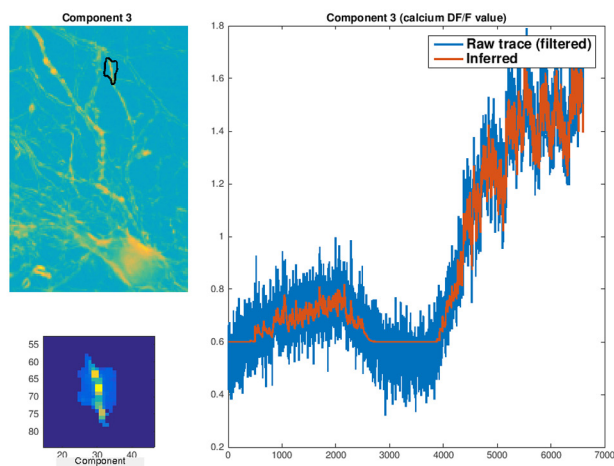 Component 3
Component 3 (calcium DF/F value)
1.8
Raw trace (filtered)
Inferred
1.6
1.4
1.2
1
0.8
0.6
0.4
0.2
0 1000 2000 3000 4000 5000 6000 7000
55
60
65
70
75
80
20 30 40
Component